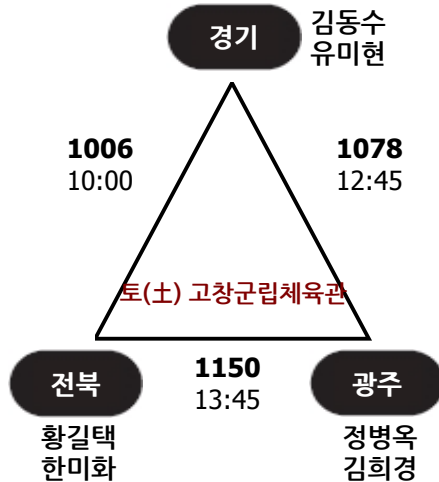 경기
김동수
유미현
1006
10:00
1078
12:45
토(土) 고창군립체육관
1150
13:45
전북
황길택
한미화
광주
정병옥
김희경